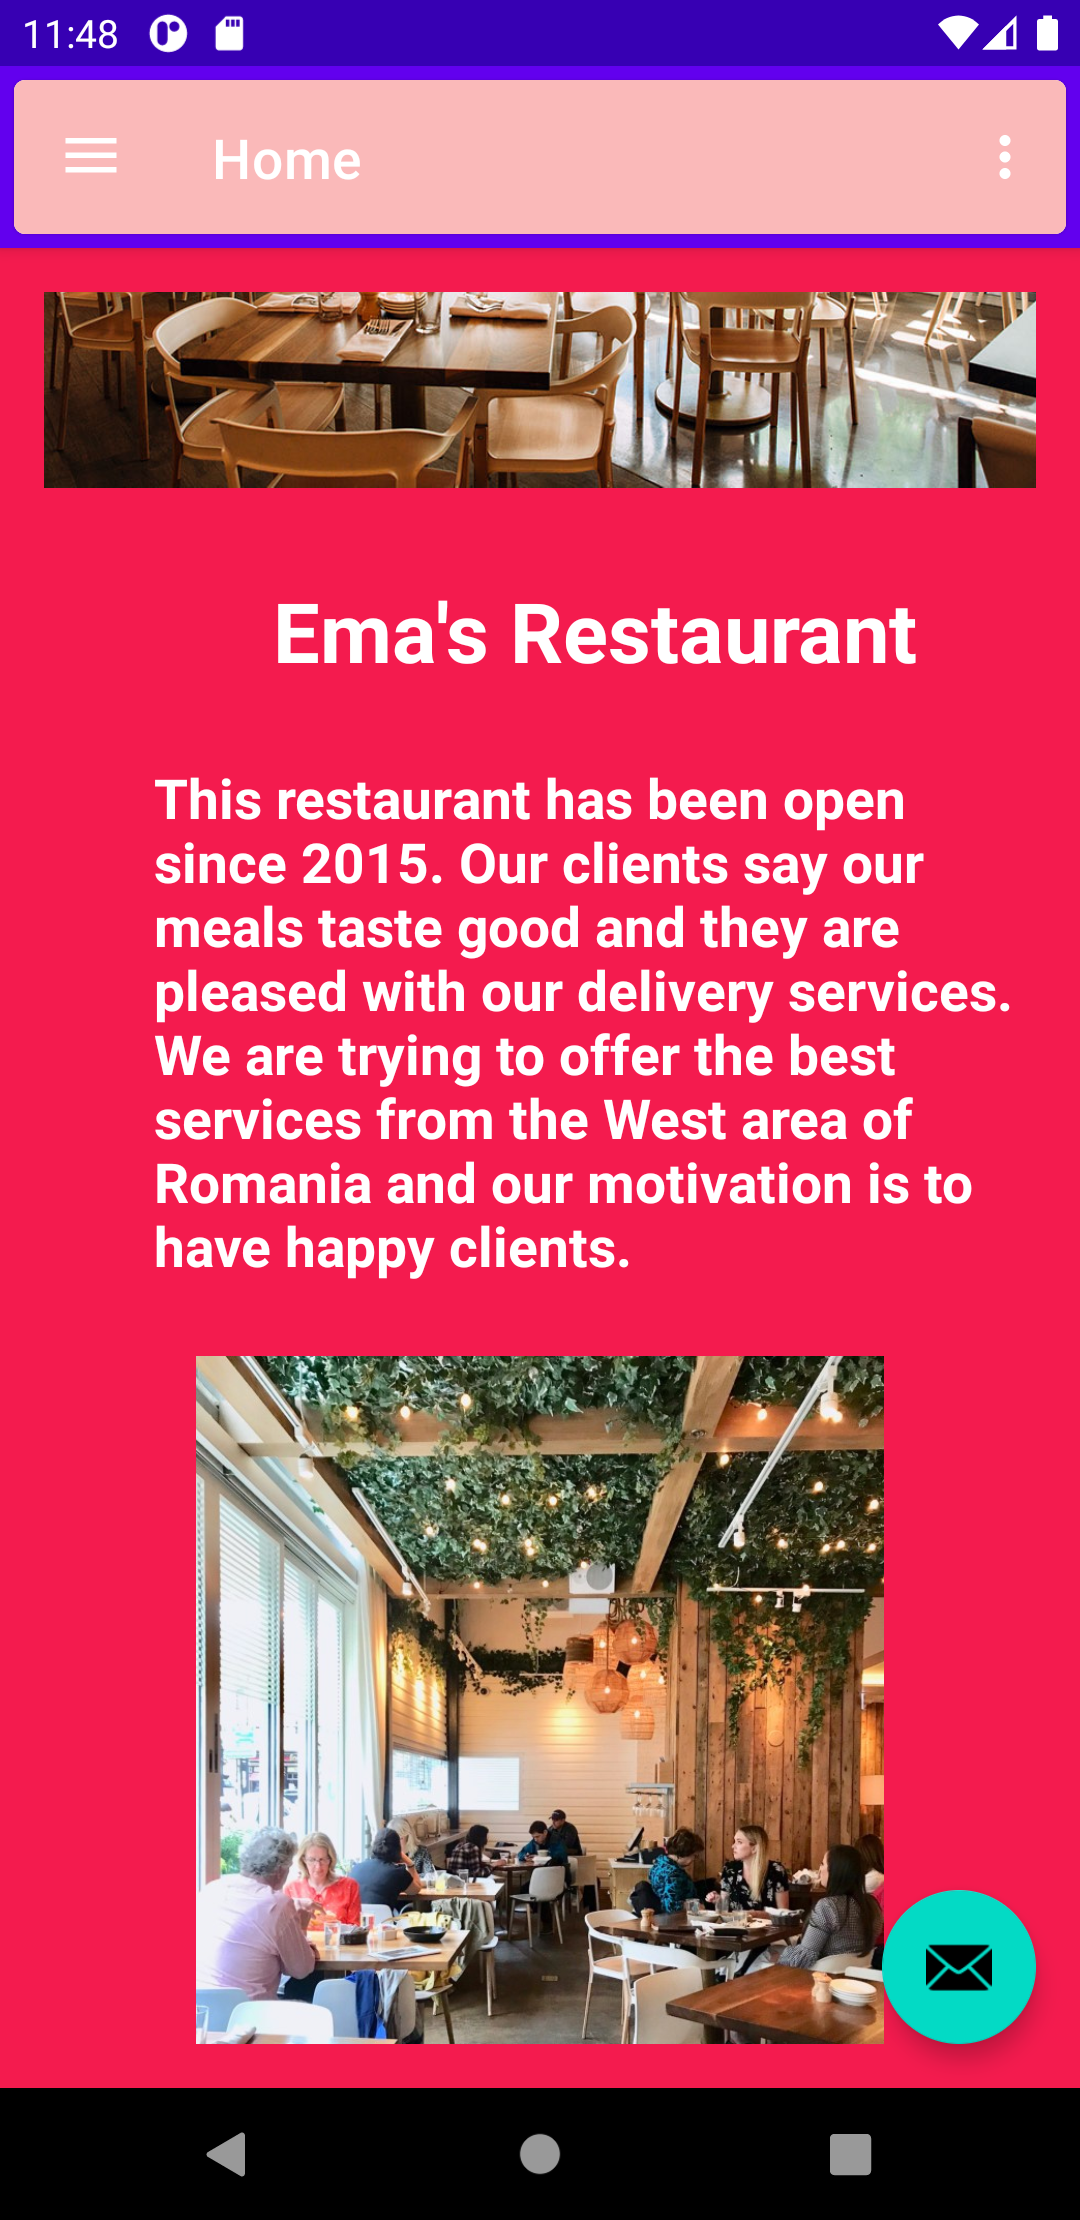 11:48
Home
Ema's Restaurant
This restaurant has been open
since 2015. Our clients say our
meals taste good and they are
pleased with our delivery services.
We are trying to offer the best
services from the West area of
Romania and our motivation is to
have happy clients.